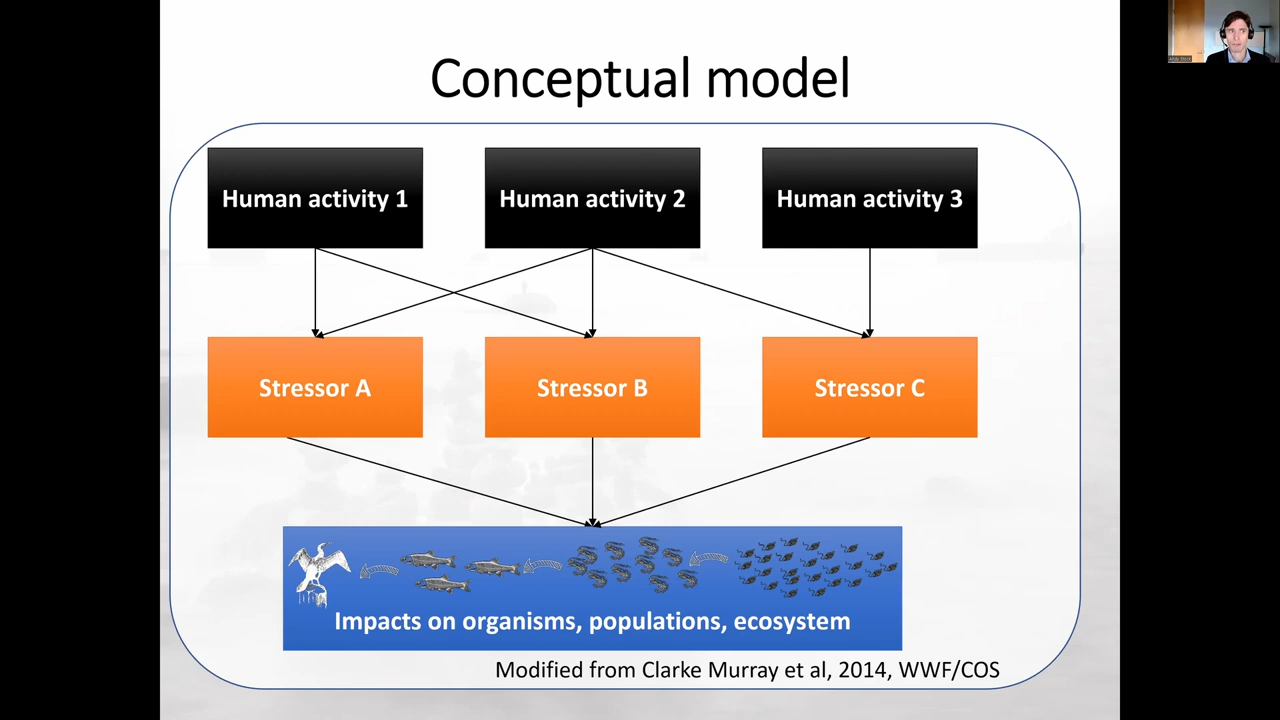 Conceptual model
Human activity 1
Human activity 2
Human activity 3
Stressor A
Stressor B
Stressor C
Impacts on organisms, populations, ecosystem
Modified from Clarke Murray et al, 2014, WWF/COS